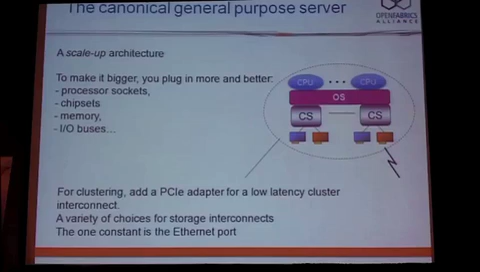 The canonical general purpose server
OPENFABRICS
ALLIANCE
A scale-up architecture
To make it bigger, you plug in more and better:
- processor sockets,
- chipsets
- memory,
- I/O buses…
CPU
CPU
OS
CS
CS
For clustering, add a PCIe adapter for a low latency cluster
interconnect.
A variety of choices for storage interconnects
The one constant is the Ethernet port